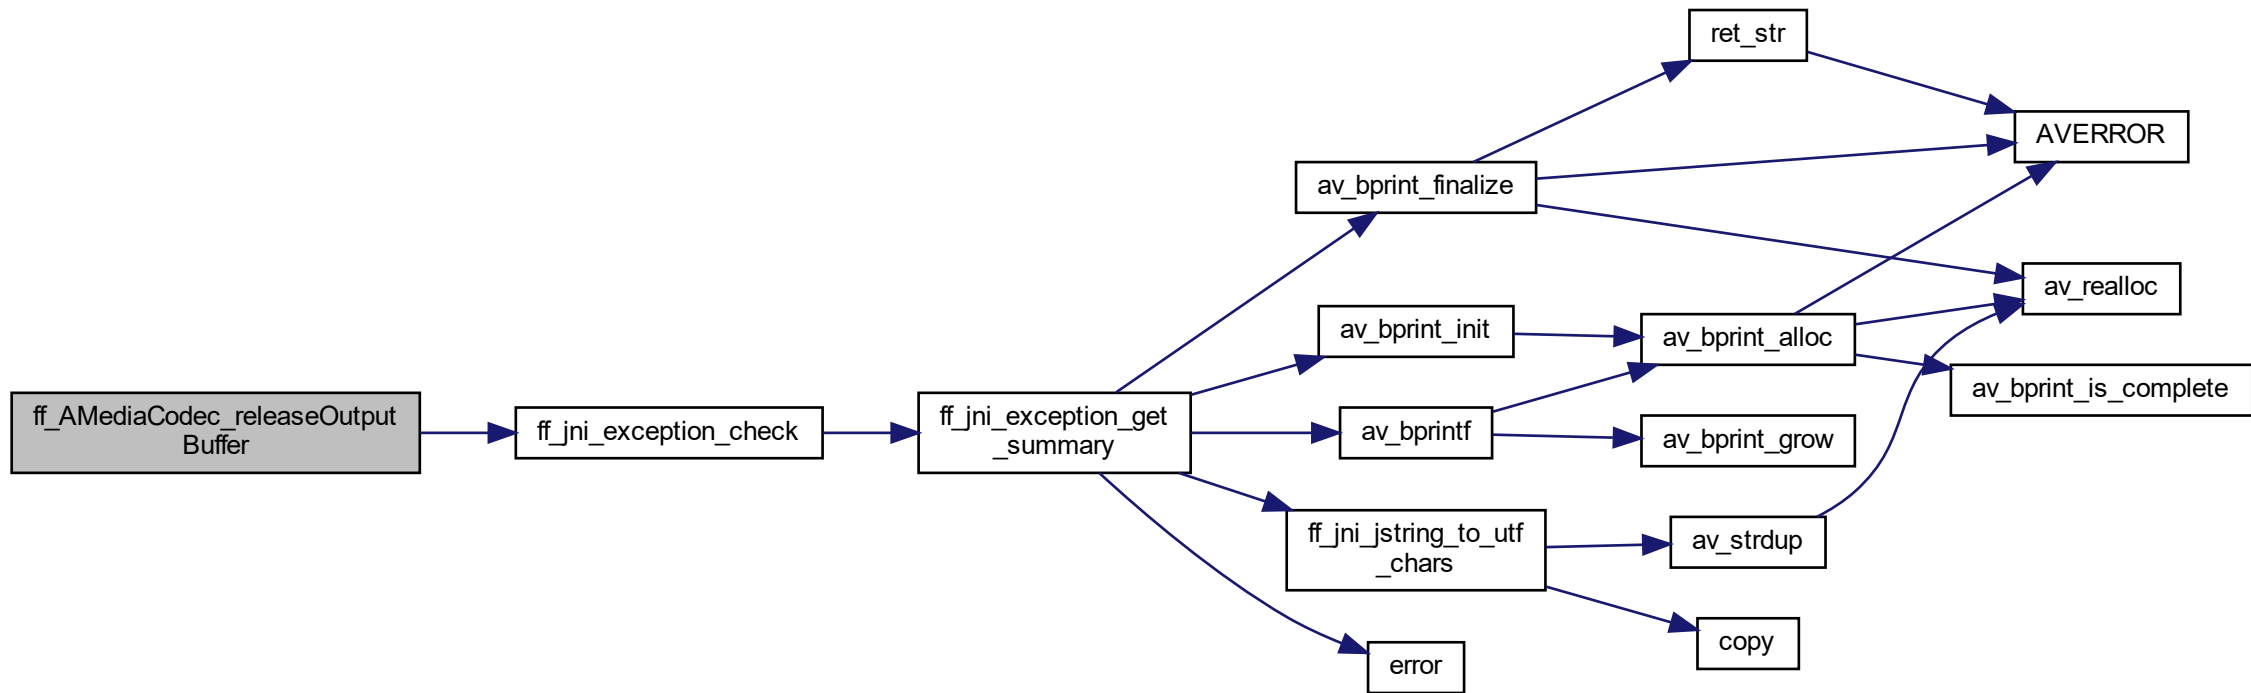 ff_AMediaCodec_releaseOutput
Buffer
ff_jni_exception_check
ff_jni_exception_get
_summary
av_bprint_finalize
av_bprint_init
av_bprintf
ff_jni_jstring_to_utf
_chars
error
ret_str
av_bprint_alloc
av_bprint_grow
av_strdup
copy
AVERROR
av_realloc
av_bprint_is_complete